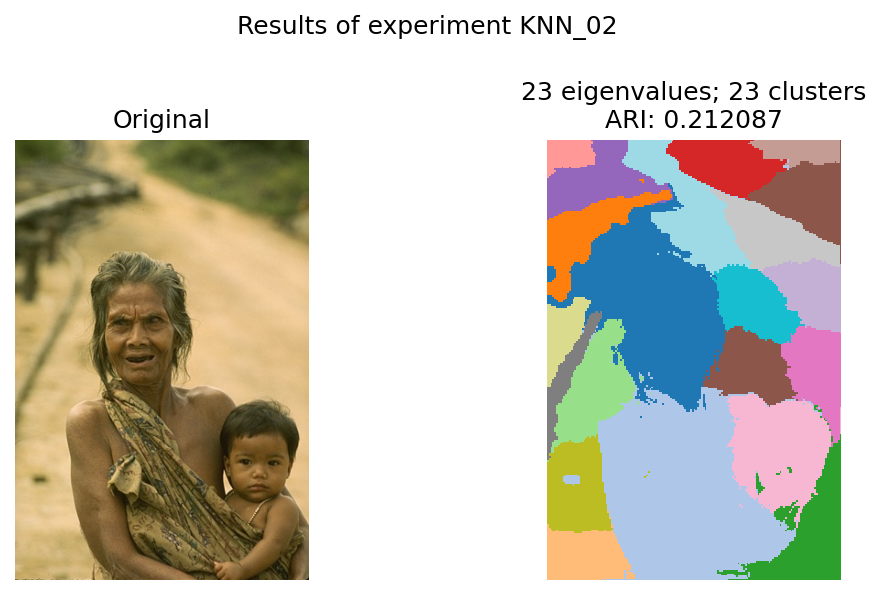 Results of experiment KNN_02
Original
23 eigenvalues; 23 clusters
ARI: 0.212087